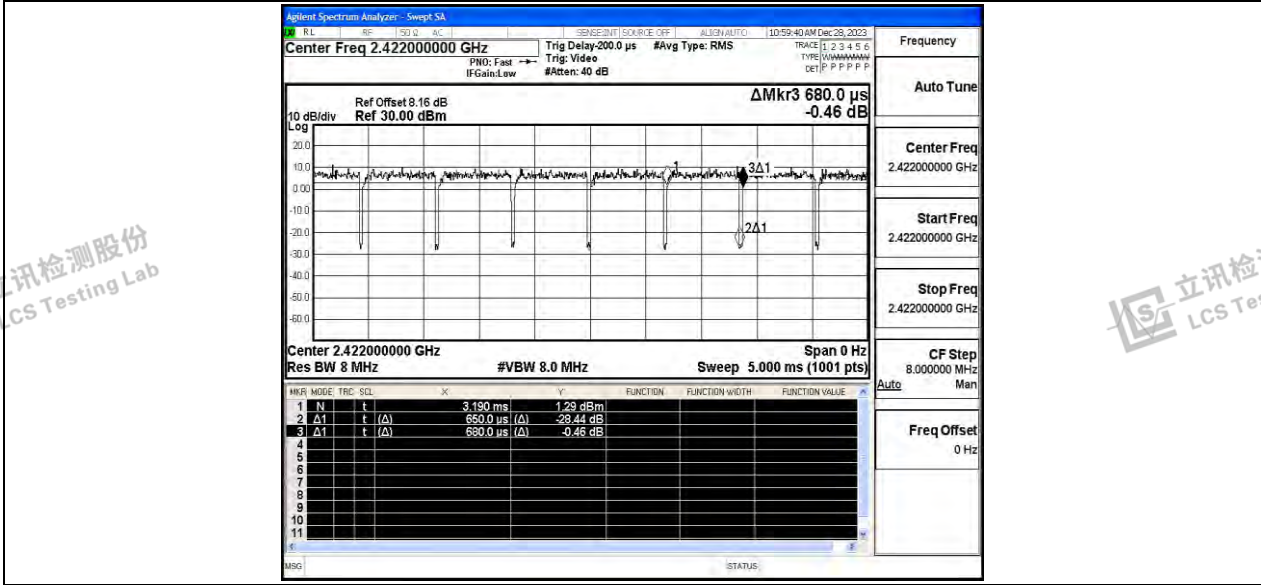 Agilent Spectrum Analyzer - Swept SA
RL RF 50 Ω AC SENSE:INT SOURCE OFF ALIGN AUTO 10:59:40 AM Dec 28, 2023
Center Freq 2.422000000 GHz
PNO: Fast
IFGain:Low
Trig Delay-200.0 µs #Avg Type: RMS
Trig: Video
#Atten: 40 dB
TRACE 1 2 3 4 5 6
TYPE WWWWWW
DET P P P P P P
ΔMkr3 680.0 µs
-0.46 dB
Ref Offset 8.16 dB
10 dB/div Ref 30.00 dBm
Log
20.0
10.0
0.00
-10.0
-20.0
-30.0
-40.0
-50.0
-60.0
1
3Δ1
2Δ1
Center 2.422000000 GHz Span 0 Hz
Res BW 8 MHz #VBW 8.0 MHz Sweep 5.000 ms (1001 pts)
MKR MODE TRC SCL X Y FUNCTION FUNCTION WIDTH FUNCTION VALUE
1 N t 3.190 ms 1.29 dBm
2 Δ1 t (Δ) 650.0 µs (Δ) -28.44 dB
3 Δ1 t (Δ) 680.0 µs (Δ) -0.46 dB
4
5
6
7
8
9
10
11
MSG STATUS
Frequency
Auto Tune
Center Freq
2.422000000 GHz
Start Freq
2.422000000 GHz
Stop Freq
2.422000000 GHz
CF Step
8.000000 MHz
Auto Man
Freq Offset
0 Hz
讯检测股份
LCS Testing Lab
立讯检
LCS Tes